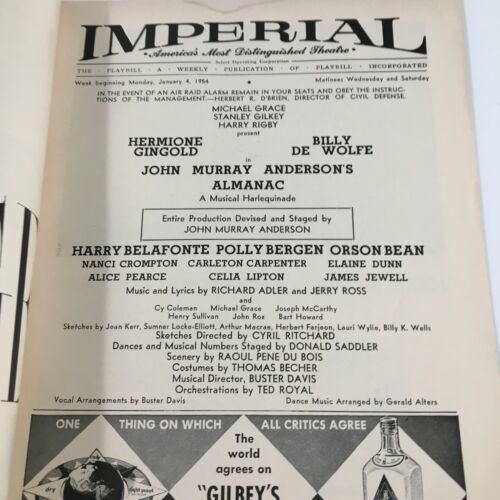 IMPERIAL
America's Most Distinguished Theatre
Select Operating Corporation
THE · PLAYBILL · A · WEEKLY · PUBLICATION · OF · PLAYBILL · INCORPORATED
Week beginning Monday, January 4, 1954 Matinees Wednesday and Saturday
IN THE EVENT OF AN AIR RAID ALARM REMAIN IN YOUR SEATS AND OBEY THE INSTRUC-
TIONS OF THE MANAGEMENT.—HERBERT R. O'BRIEN, DIRECTOR OF CIVIL DEFENSE.
MICHAEL GRACE
STANLEY GILKEY
HARRY RIGBY
present
HERMIONE BILLY
GINGOLD DE WOLFE
in
JOHN MURRAY ANDERSON'S
ALMANAC
A Musical Harlequinade
Entire Production Devised and Staged by
JOHN MURRAY ANDERSON
HARRY BELAFONTE POLLY BERGEN ORSON BEAN
NANCI CROMPTON CARLETON CARPENTER ELAINE DUNN
ALICE PEARCE CELIA LIPTON JAMES JEWELL
Music and Lyrics by RICHARD ADLER and JERRY ROSS
and
Cy Coleman Michael Grace Joseph McCarthy
Henry Sullivan John Rox Bart Howard
Sketches by Jean Kerr, Sumner Locke-Elliott, Arthur Macrae, Herbert Farjeon, Lauri Wylie, Billy K. Wells
Sketches Directed by CYRIL RITCHARD
Dances and Musical Numbers Staged by DONALD SADDLER
Scenery by RAOUL PENE DU BOIS
Costumes by THOMAS BECHER
Musical Director, BUSTER DAVIS
Orchestrations by TED ROYAL
Vocal Arrangements by Buster Davis Dance Music Arranged by Gerald Alters
ONE THING ON WHICH ALL CRITICS AGREE
The
world
agrees on
"GILBEY'S
dry